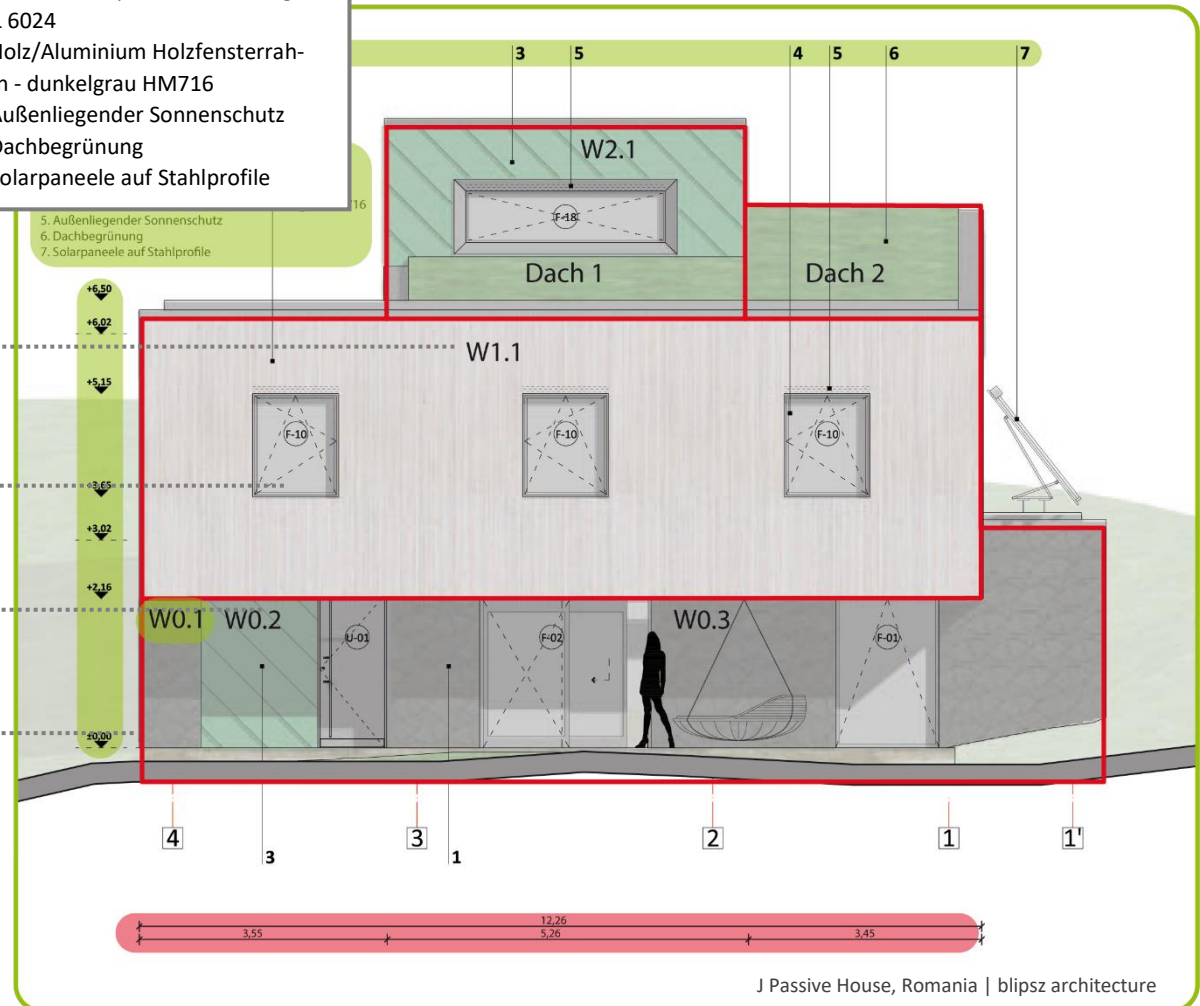 L 6024
Holz/Aluminium Holzfensterrah-
n - dunkelgrau HM716
Außenliegender Sonnenschutz
Dachbegrünung
Solarpaneele auf Stahlprofile
16
5. Außenliegender Sonnenschutz
6. Dachbegrünung
7. Solarpaneele auf Stahlprofile
3 5 4 5 6 7
W2.1
F-18
Dach 1 Dach 2
+6,50
+6,02
W1.1
+5,15
F-10 F-10 F-10
+3,65
+3,02
+2,16
W0.1 W0.2 W0.3
U-01 F-02 F-01
±0,00
4 3 2 1 1'
3 1
12,26
3,55 5,26 3,45
J Passive House, Romania | blipsz architecture